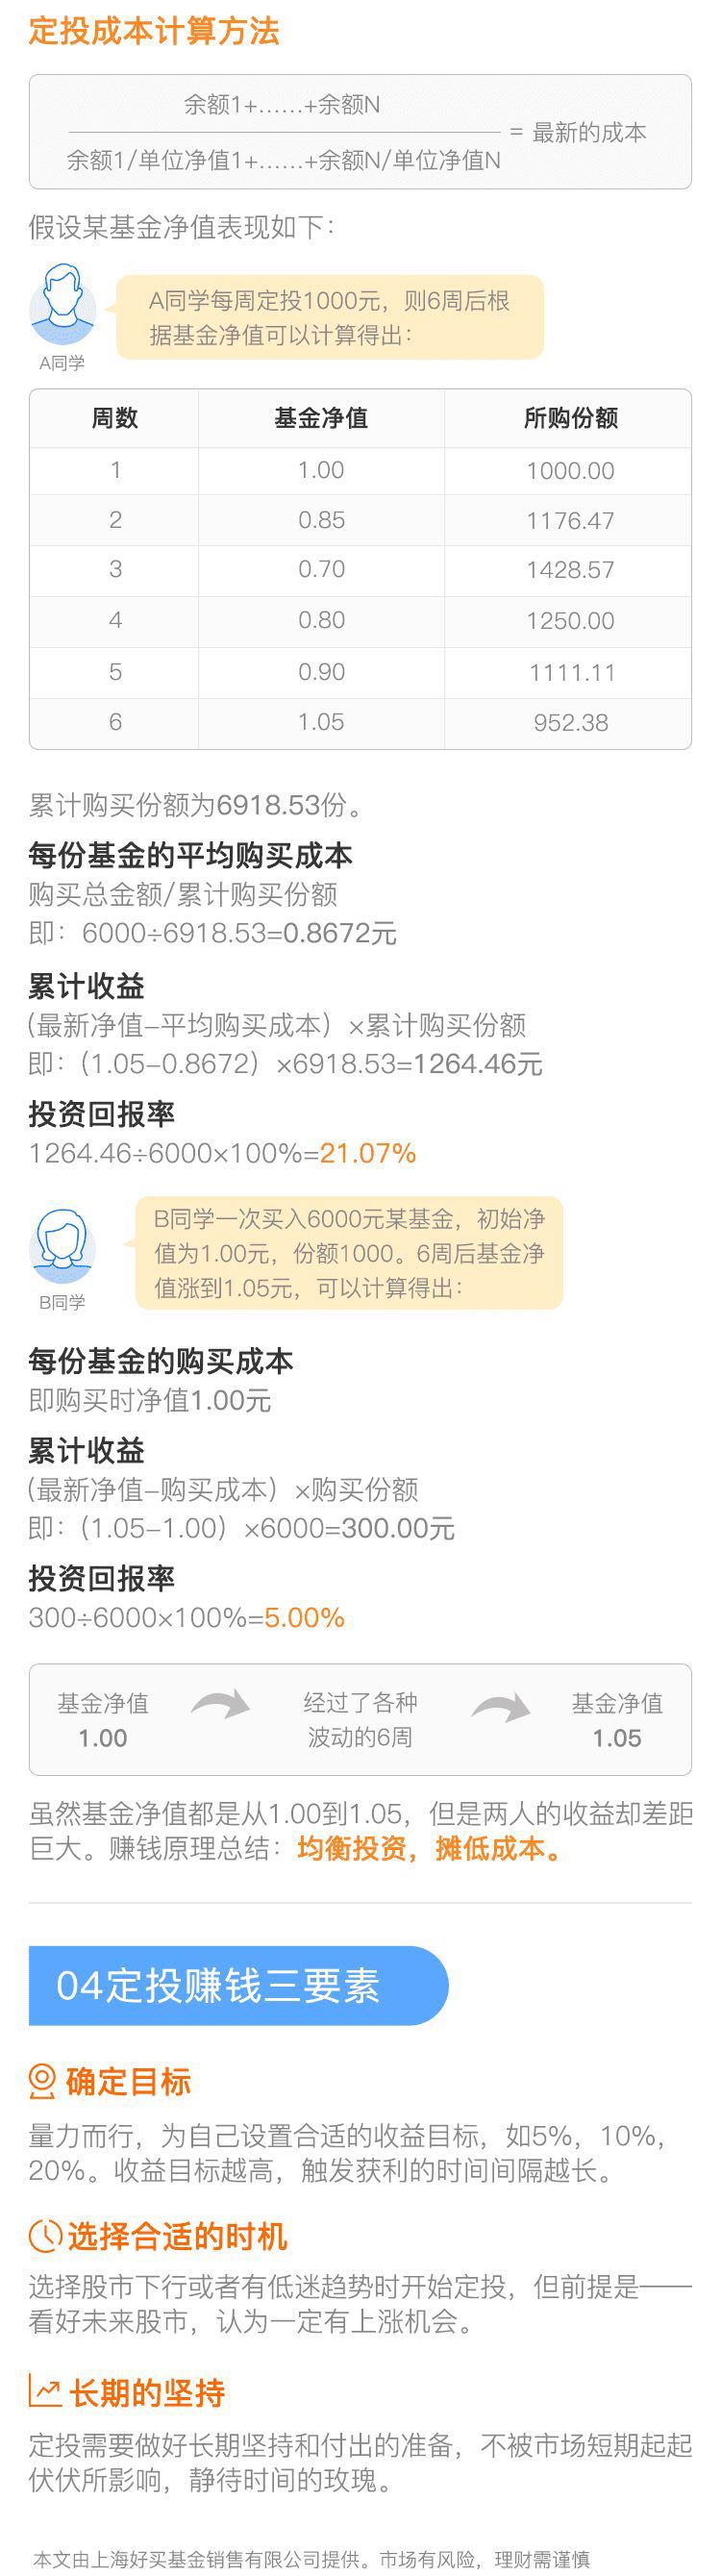 定投成本计算方法
余额1+......+余额N
余额1/单位净值1+......+余额N/单位净值N
= 最新的成本
假设某基金净值表现如下：
A同学每周定投1000元，则6周后根
据基金净值可以计算得出：
A同学
周数 基金净值 所购份额
1 1.00 1000.00
2 0.85 1176.47
3 0.70 1428.57
4 0.80 1250.00
5 0.90 1111.11
6 1.05 952.38
累计购买份额为6918.53份。
每份基金的平均购买成本
购买总金额/累计购买份额
即：6000÷6918.53=0.8672元
累计收益
(最新净值-平均购买成本）×累计购买份额
即：(1.05-0.8672）×6918.53=1264.46元
投资回报率
1264.46÷6000×100%=21.07%
B同学一次买入6000元某基金，初始净
值为1.00元，份额1000。6周后基金净
值涨到1.05元，可以计算得出：
B同学
每份基金的购买成本
即购买时净值1.00元
累计收益
(最新净值-购买成本）×购买份额
即：(1.05-1.00）×6000=300.00元
投资回报率
300÷6000×100%=5.00%
基金净值 经过了各种 基金净值
1.00 波动的6周 1.05
虽然基金净值都是从1.00到1.05，但是两人的收益却差距
巨大。赚钱原理总结：均衡投资，摊低成本。
04定投赚钱三要素
确定目标
量力而行，为自己设置合适的收益目标，如5%，10%，
20%。收益目标越高，触发获利的时间间隔越长。
选择合适的时机
选择股市下行或者有低迷趋势时开始定投，但前提是——
看好未来股市，认为一定有上涨机会。
长期的坚持
定投需要做好长期坚持和付出的准备，不被市场短期起起
伏伏所影响，静待时间的玫瑰。
本文由上海好买基金销售有限公司提供。市场有风险，理财需谨慎